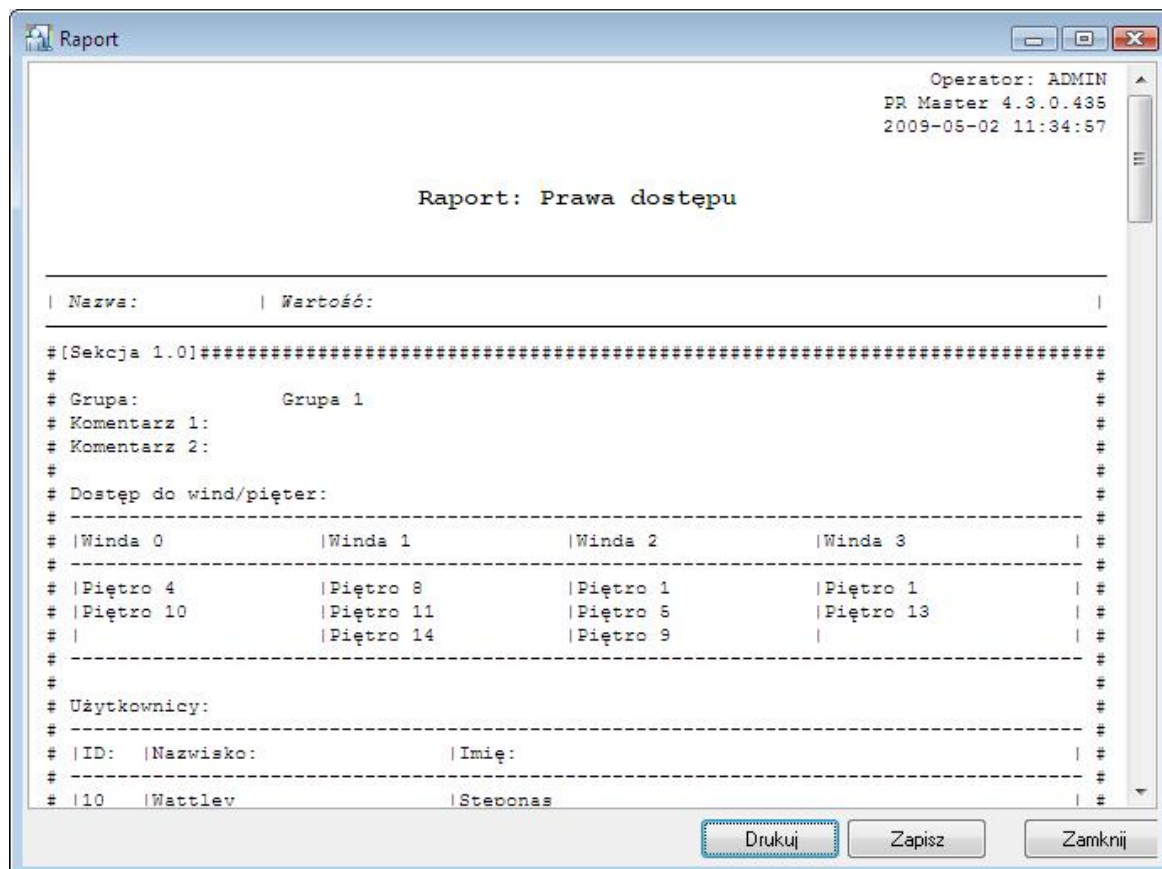 Raport
Operator: ADMIN
PR Master 4.3.0.435
2009-05-02 11:34:57
Raport: Prawa dostępu
| Nazwa: | Wartość: |
#[Sekcja 1.0]#############################################################################
# #
# Grupa: Grupa 1 #
# Komentarz 1: #
# Komentarz 2: #
# #
# Dostęp do wind/pięter: #
# -------------------------------------------------------------------------------------- #
# |Winda 0 |Winda 1 |Winda 2 |Winda 3 | #
# -------------------------------------------------------------------------------------- #
# |Piętro 4 |Piętro 8 |Piętro 1 |Piętro 1 | #
# |Piętro 10 |Piętro 11 |Piętro 5 |Piętro 13 | #
# | |Piętro 14 |Piętro 9 | | #
# -------------------------------------------------------------------------------------- #
# #
# Użytkownicy: #
# -------------------------------------------------------------------------------------- #
# |ID: |Nazwisko: |Imię: | #
# -------------------------------------------------------------------------------------- #
# |10 |Wattley |Steponas | #
Drukuj Zapisz Zamknij